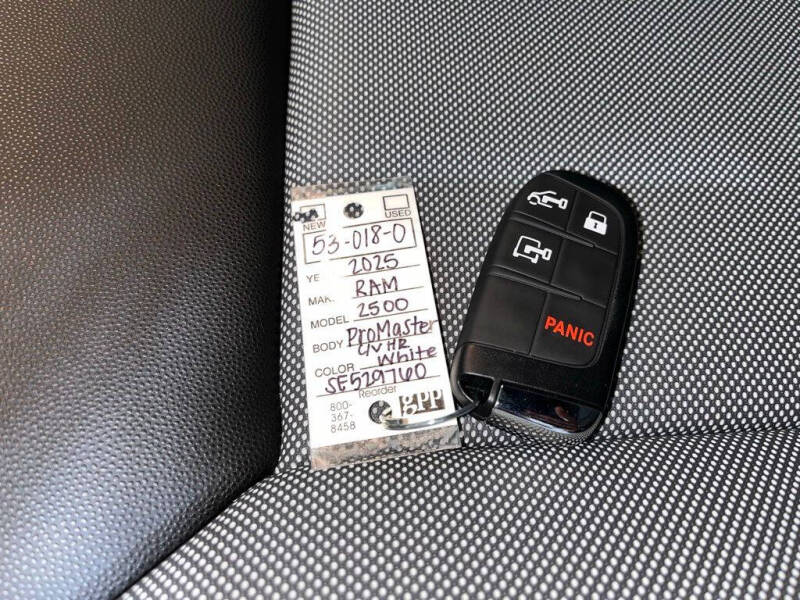 NEW USED
53-018-0
YE 2025
MAK. RAM
MODEL 2500
BODY ProMaster
C/V HR
COLOR White
SE529760
Reorder
800-
367-
8458
gPP
PANIC